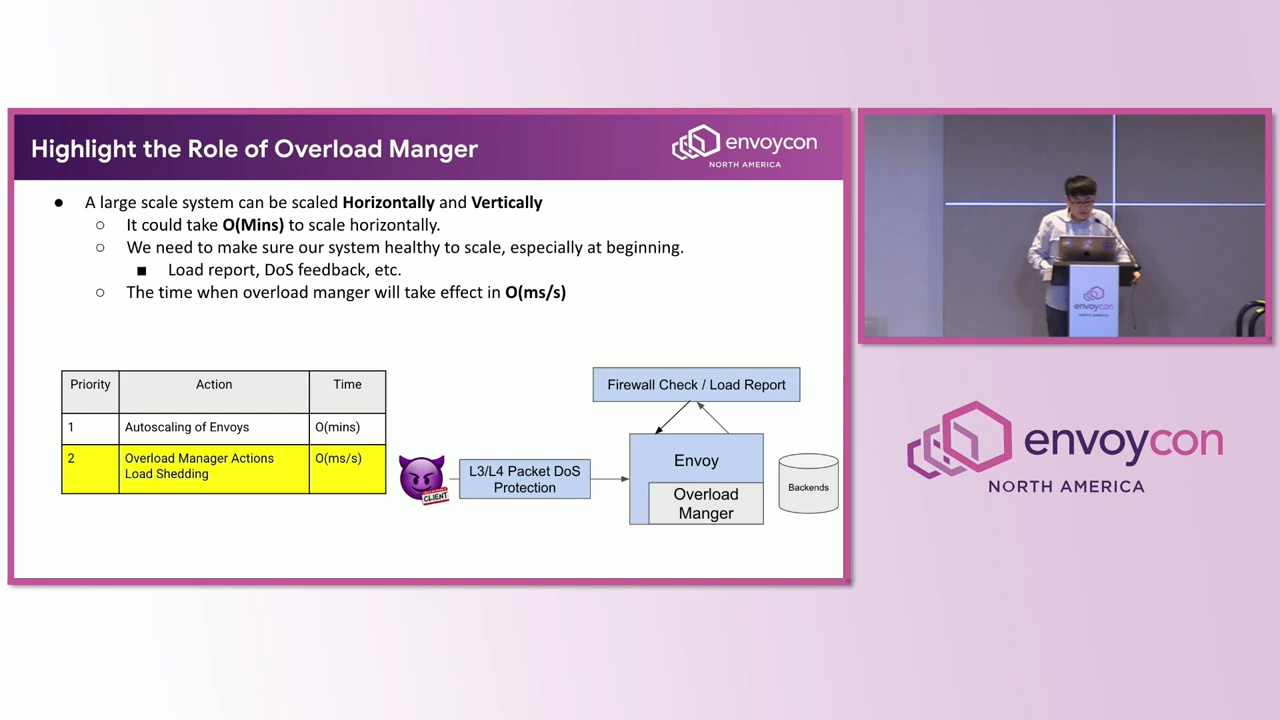 Highlight the Role of Overload Manger
envoycon
NORTH AMERICA
● A large scale system can be scaled Horizontally and Vertically
○ It could take O(Mins) to scale horizontally.
○ We need to make sure our system healthy to scale, especially at beginning.
■ Load report, DoS feedback, etc.
○ The time when overload manger will take effect in O(ms/s)
Priority Action Time
1 Autoscaling of Envoys O(mins)
2 Overload Manager Actions O(ms/s)
Load Shedding
CLIENT
L3/L4 Packet DoS
Protection
Firewall Check / Load Report
Envoy
Overload
Manger
Backends
envoycon
NORTH AMERICA
envoycon
NORTH AMERICA